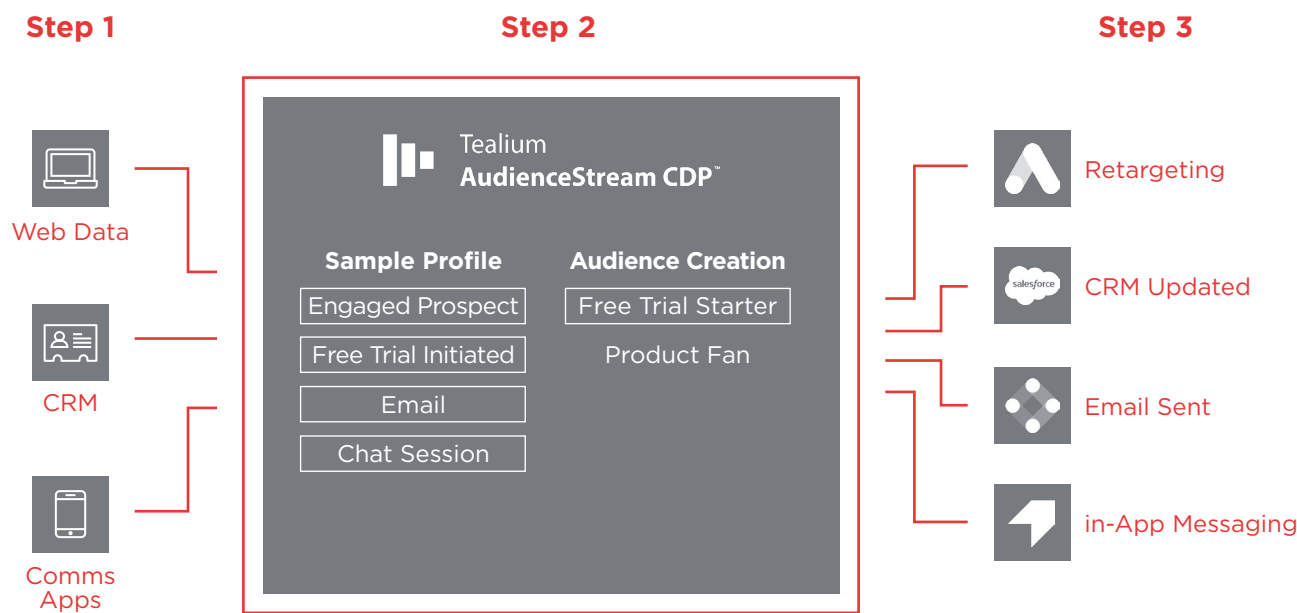 Step 1
Step 2
Step 3
Web Data
CRM
Comms
Apps
Tealium
AudienceStream CDP™
Sample Profile
Engaged Prospect
Free Trial Initiated
Email
Chat Session
Audience Creation
Free Trial Starter
Product Fan
Retargeting
salesforce
CRM Updated
Email Sent
in-App Messaging